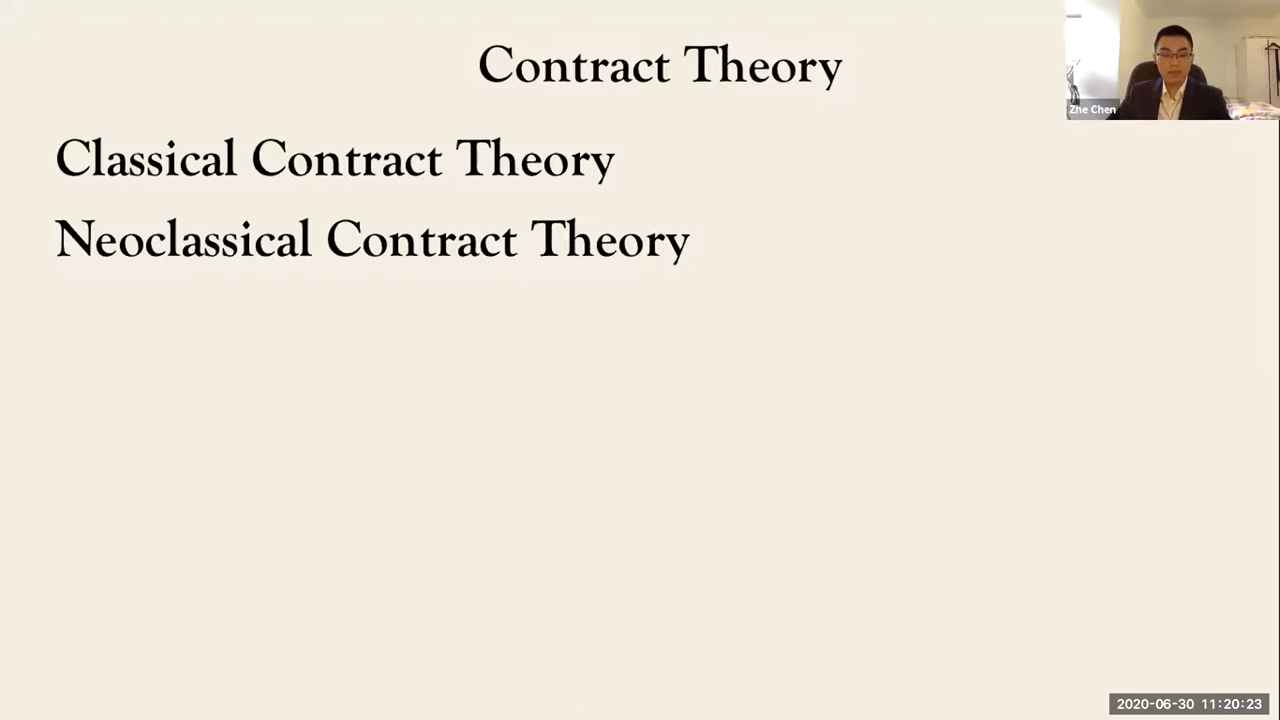 Contract Theory
Zhe Chen
Classical Contract Theory
Neoclassical Contract Theory
2020-06-30 11:20:23